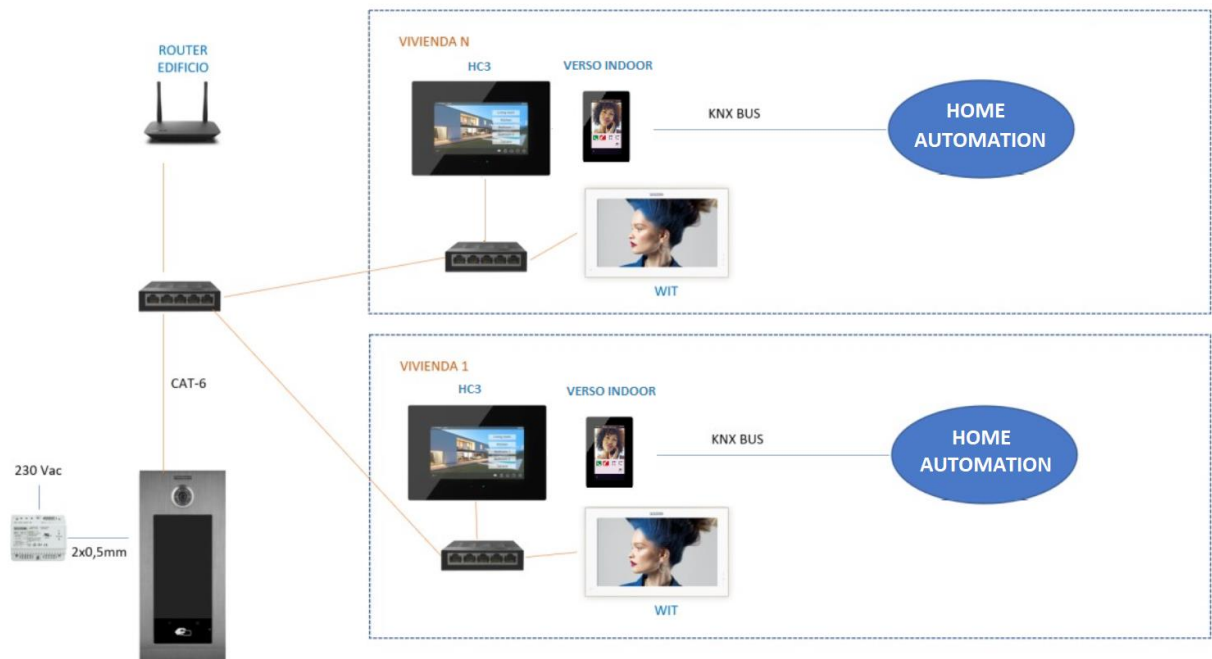 ROUTER
EDIFICIO
VIVIENDA N
HC3
VERSO INDOOR
KNX BUS
HOME
AUTOMATION
WIT
CAT-6
VIVIENDA 1
HC3
VERSO INDOOR
KNX BUS
HOME
AUTOMATION
WIT
230 Vac
2x0,5mm